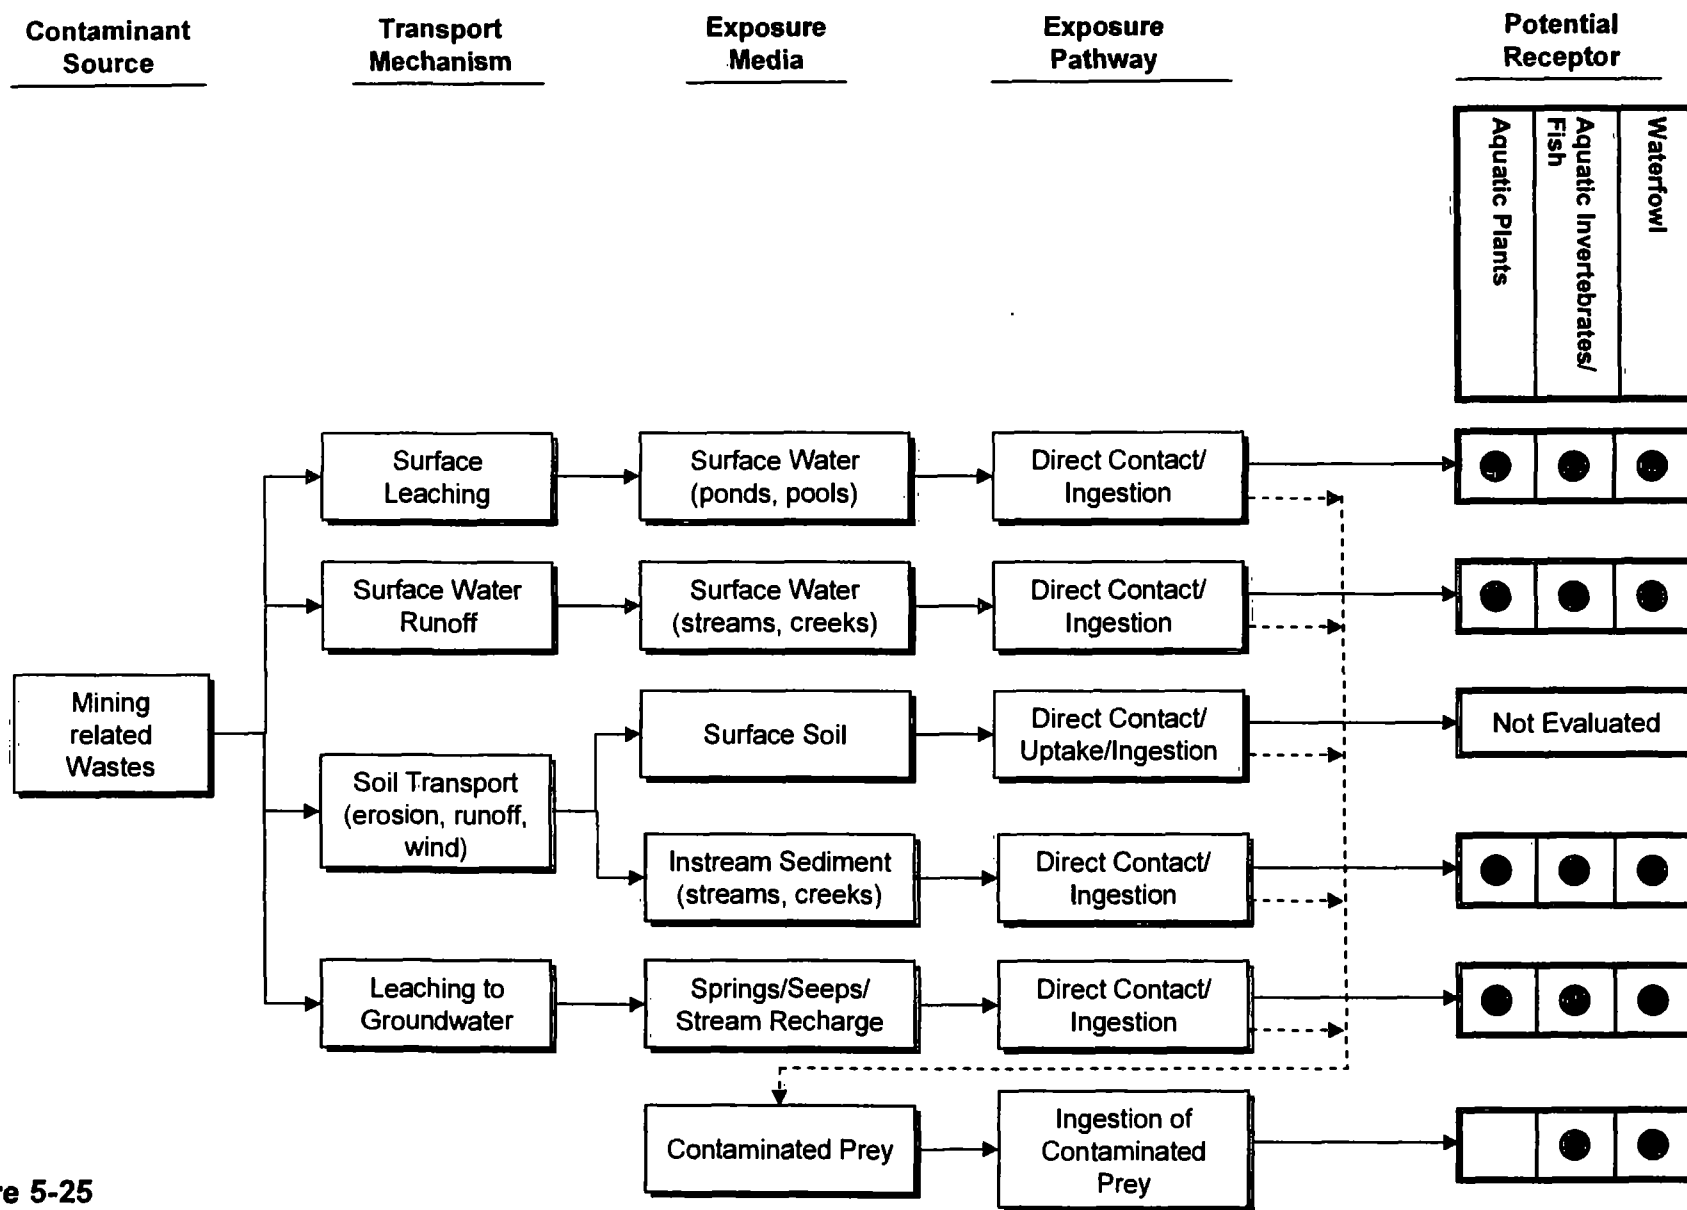 Contaminant
Source
Transport
Mechanism
Exposure
Media
Exposure
Pathway
Potential
Receptor
Aquatic Plants
Aquatic Invertebrates/
Fish
Waterfowl
Surface
Leaching
Surface Water
(ponds, pools)
Direct Contact/
Ingestion
Surface Water
Runoff
Surface Water
(streams, creeks)
Direct Contact/
Ingestion
Mining
related
Wastes
Soil Transport
(erosion, runoff,
wind)
Surface Soil
Direct Contact/
Uptake/Ingestion
Not Evaluated
Instream Sediment
(streams, creeks)
Direct Contact/
Ingestion
Leaching to
Groundwater
Springs/Seeps/
Stream Recharge
Direct Contact/
Ingestion
Contaminated Prey
Ingestion of
Contaminated
Prey
re 5-25